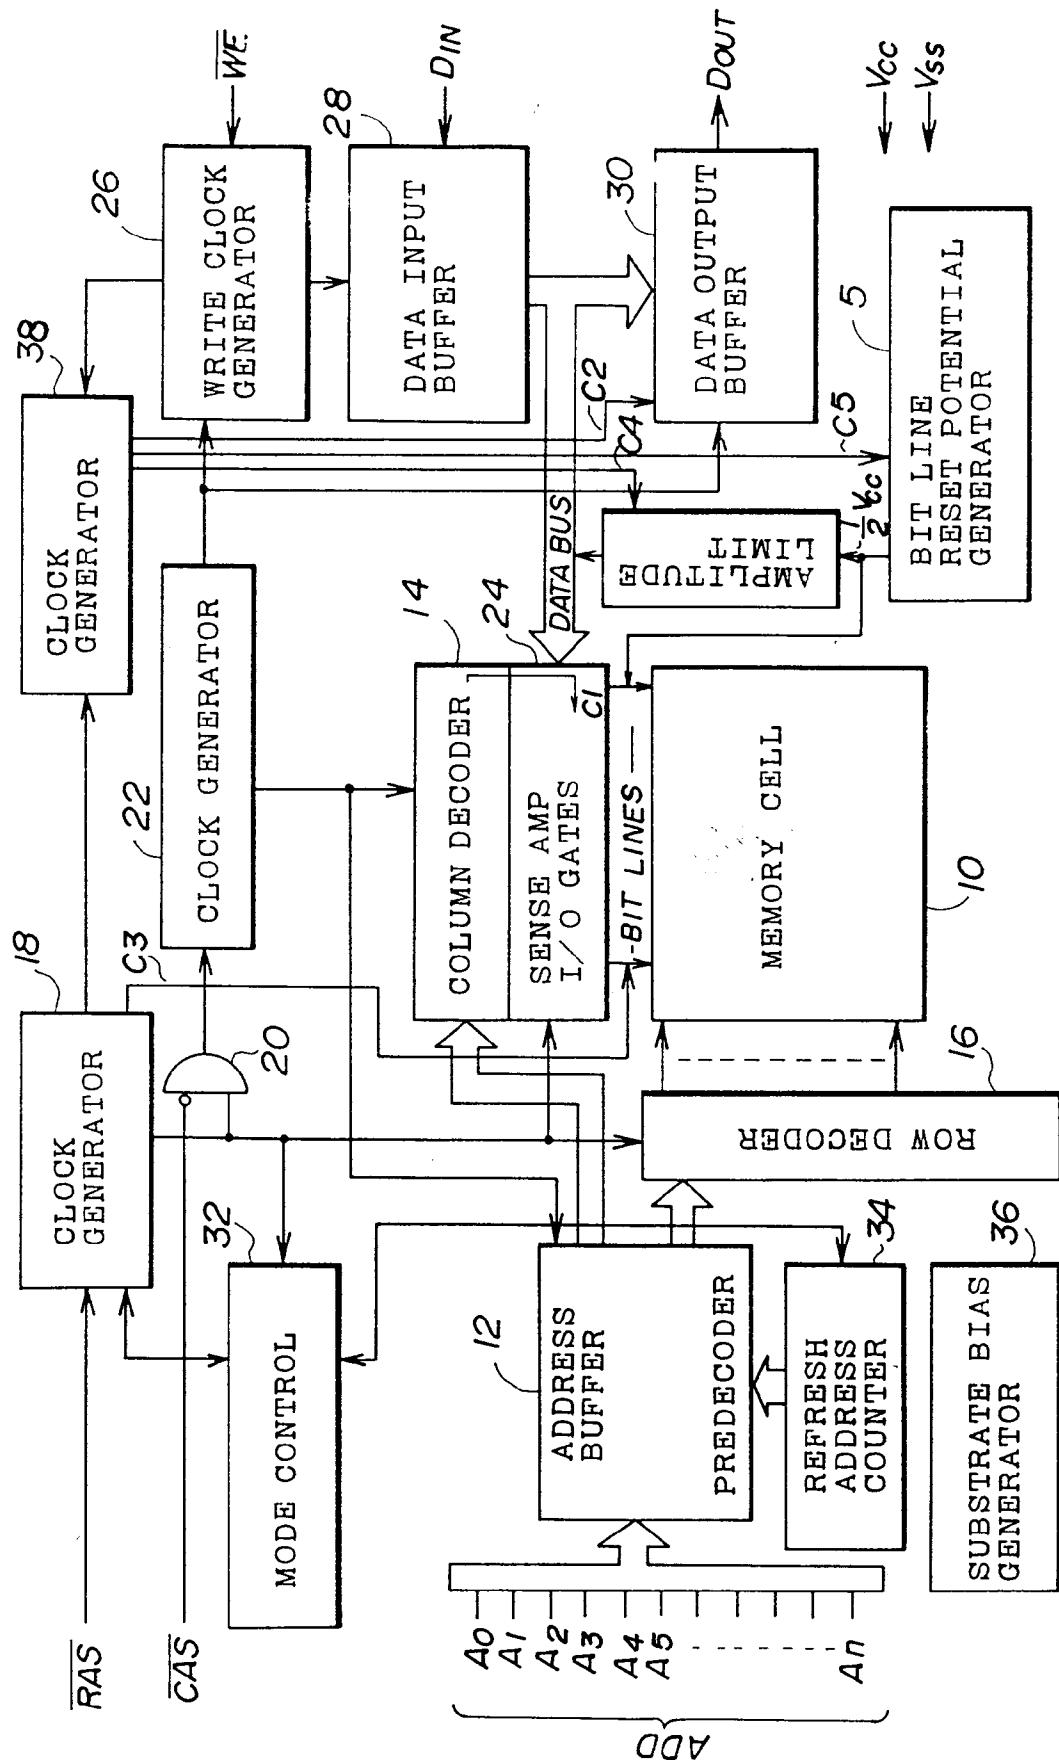 RAS
CAS
18
CLOCK
GENERATOR
C3
38
CLOCK
GENERATOR
20
22
CLOCK GENERATOR
26
WRITE CLOCK
GENERATOR
WE
32
MODE CONTROL
28
DATA INPUT
BUFFER
DIN
14
COLUMN DECODER
24
SENSE AMP
I/O GATES
C1
DATA BUS
C2
C4
12
ADDRESS
BUFFER
PREDECODER
A0
A1
A2
A3
A4
A5
An
ADD
BIT LINES
AMPLITUDE
LIMIT
30
DATA OUTPUT
BUFFER
DOUT
ROW DECODER
16
MEMORY CELL
10
1/2 Vcc
C5
REFRESH
ADDRESS
COUNTER
34
5
BIT LINE
RESET POTENTIAL
GENERATOR
Vcc
Vss
SUBSTRATE BIAS
GENERATOR
36